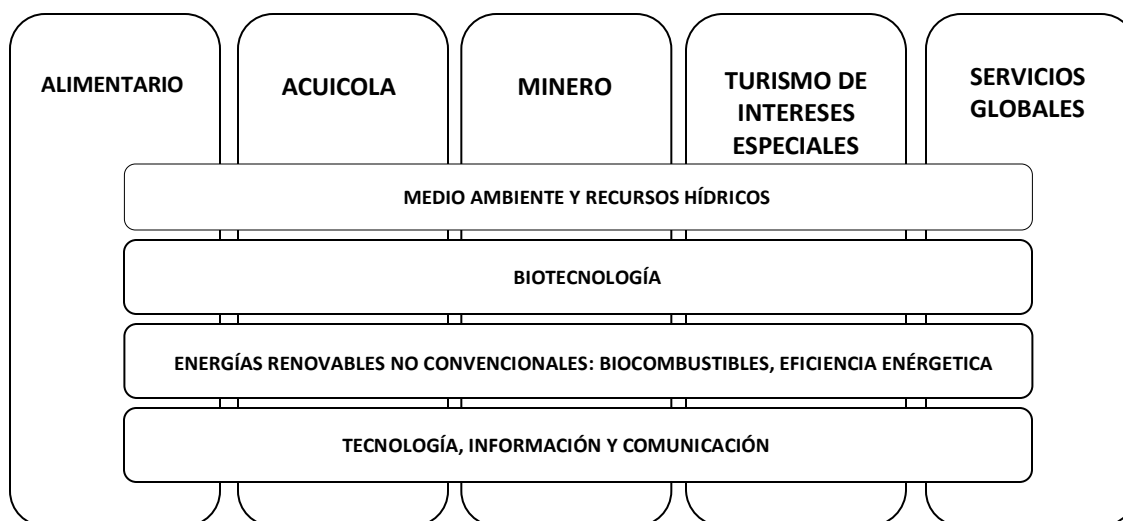 ALIMENTARIO
ACUICOLA
MINERO
TURISMO DE
INTERESES
ESPECIALES
SERVICIOS
GLOBALES
MEDIO AMBIENTE Y RECURSOS HÍDRICOS
BIOTECNOLOGÍA
ENERGÍAS RENOVABLES NO CONVENCIONALES: BIOCOMBUSTIBLES, EFICIENCIA ENÉRGETICA
TECNOLOGÍA, INFORMACIÓN Y COMUNICACIÓN